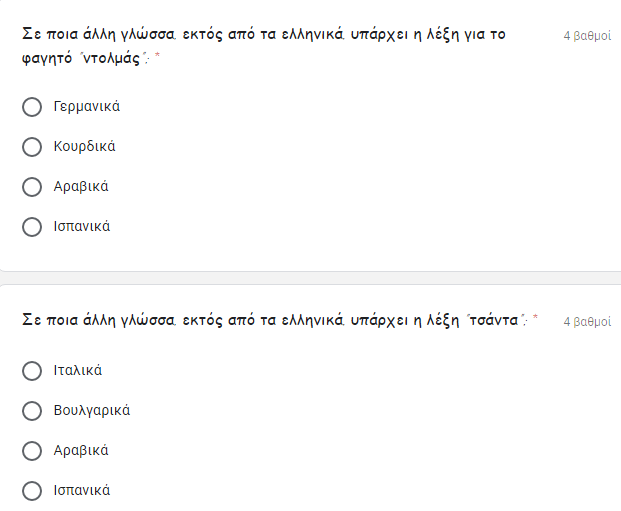 Σε ποια άλλη γλώσσα, εκτός από τα ελληνικά, υπάρχει η λέξη για το
φαγητό "ντολμάς"; *
4 βαθμοί
Γερμανικά
Κουρδικά
Αραβικά
Ισπανικά
Σε ποια άλλη γλώσσα, εκτός από τα ελληνικά, υπάρχει η λέξη "τσάντα"; *
4 βαθμοί
Ιταλικά
Βουλγαρικά
Αραβικά
Ισπανικά